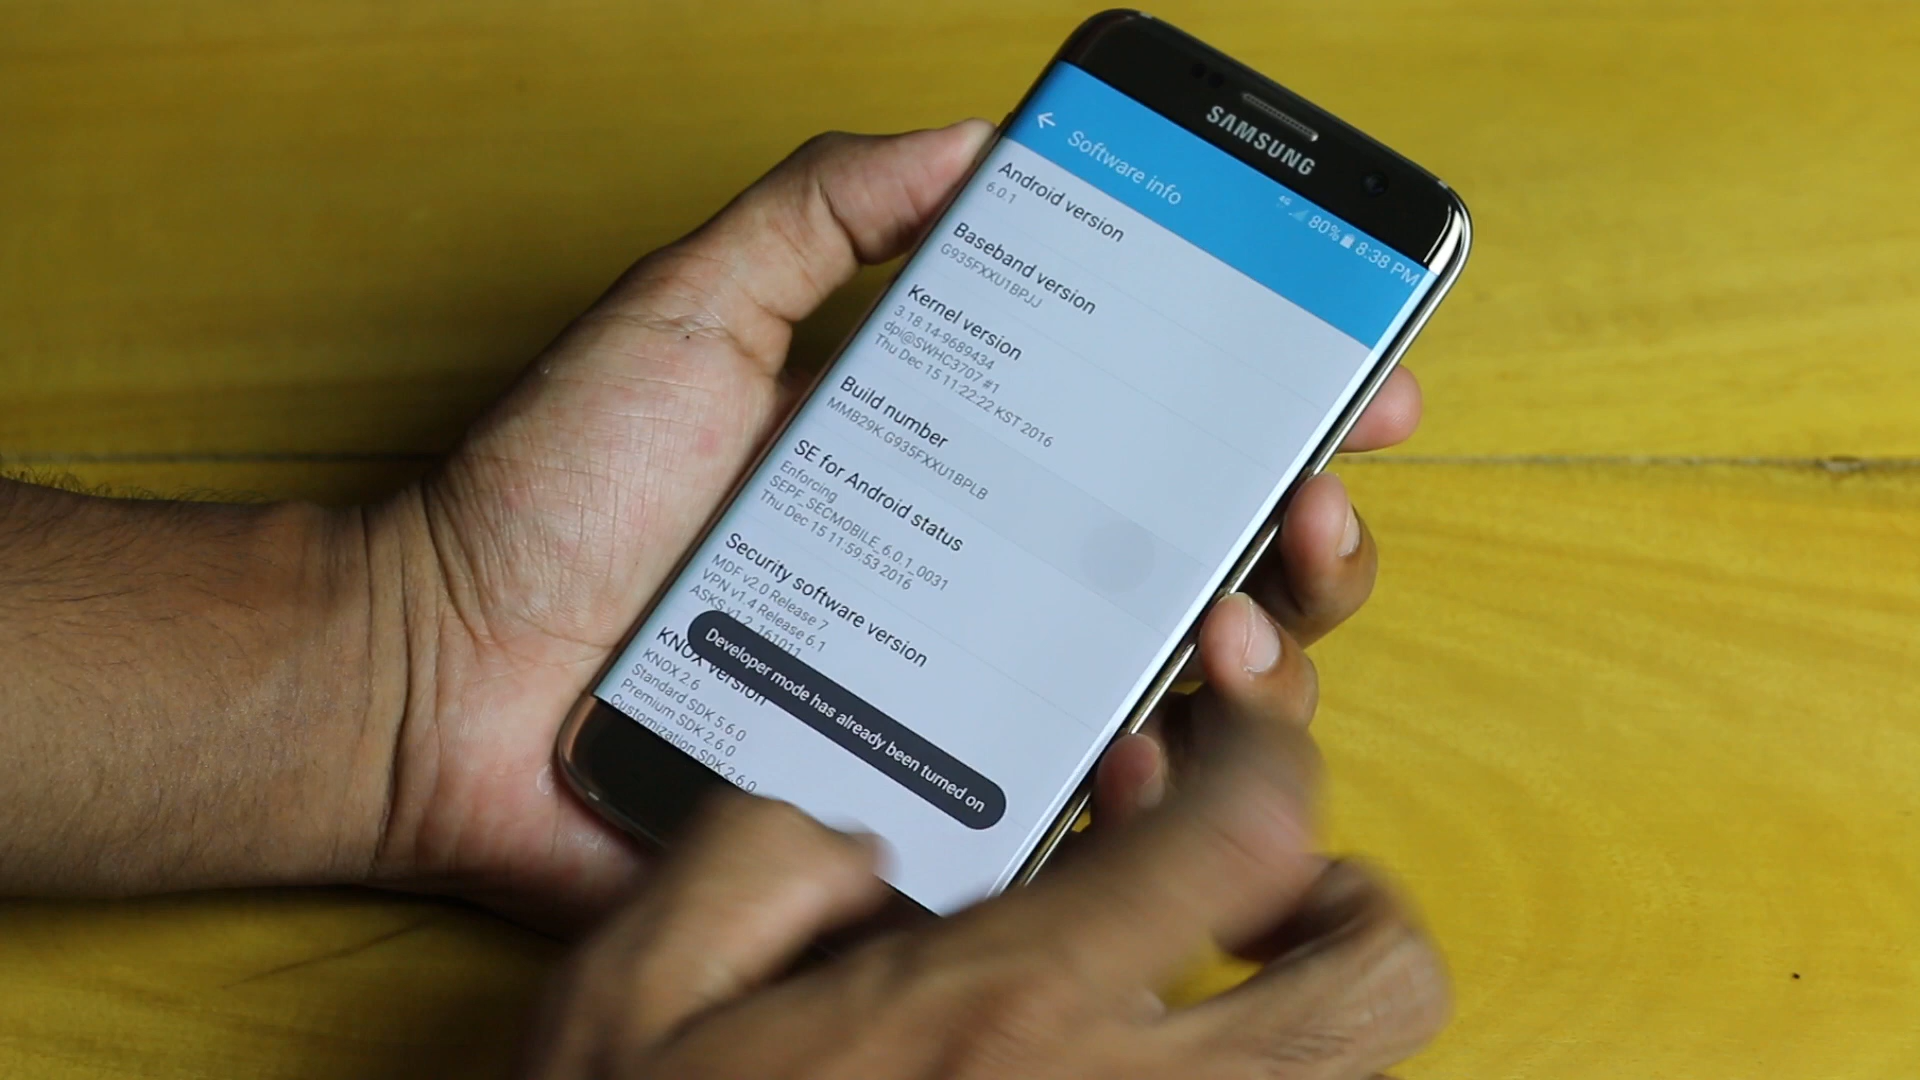 SAMSUNG
4G 80% 8:38 PM
Software info
Android version
6.0.1
Baseband version
G935FXXU1BPJJ
Kernel version
3.18.14-9689434
dpi@SWHC3707 #1
Thu Dec 15 11:22:22 KST 2016
Build number
MMB29K.G935FXXU1BPLB
SE for Android status
Enforcing
SEPF_SECMOBILE_6.0.1_0031
Thu Dec 15 11:59:53 2016
Security software version
MDF v2.0 Release 7
VPN v1.4 Release 6.1
ASKS v1.2_161011
KNOX version
KNOX 2.6
Standard SDK 5.6.0
Premium SDK 2.6.0
Customization SDK 2.6.0
Developer mode has already been turned on